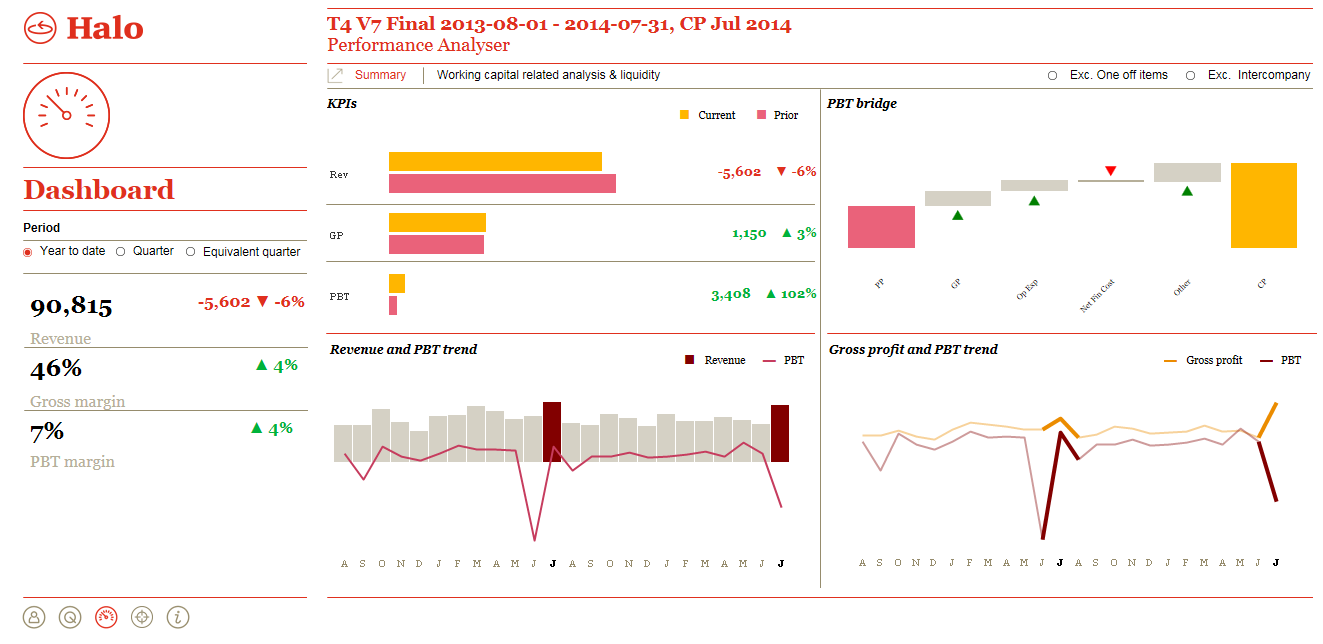 Halo
Dashboard
Period
Year to date Quarter Equivalent quarter
90,815 -5,602 ▼ -6%
Revenue
46% ▲ 4%
Gross margin
7% ▲ 4%
PBT margin
T4 V7 Final 2013-08-01 - 2014-07-31, CP Jul 2014
Performance Analyser
Summary Working capital related analysis & liquidity Exc. One off items Exc. Intercompany
KPIs
Current Prior
Rev -5,602 ▼ -6%
GP 1,150 ▲ 3%
PBT 3,408 ▲ 102%
PBT bridge
PP GP Op Exp Net Fin Cost Other CP
Revenue and PBT trend
Revenue PBT
A S O N D J F M A M J J A S O N D J F M A M J J
Gross profit and PBT trend
Gross profit PBT
A S O N D J F M A M J J A S O N D J F M A M J J